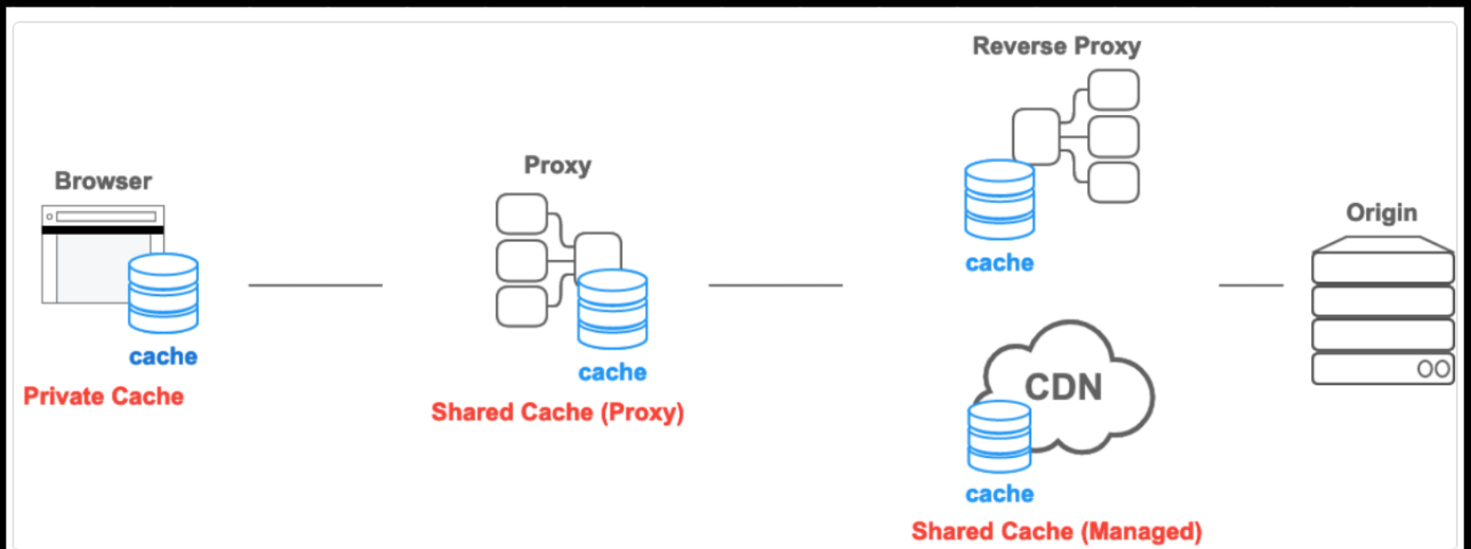 Browser
cache
Private Cache
Proxy
cache
Shared Cache (Proxy)
Reverse Proxy
cache
CDN
cache
Shared Cache (Managed)
Origin